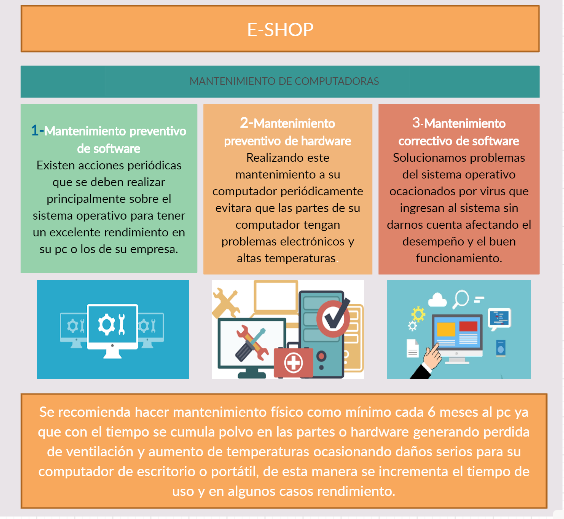 E-SHOP
MANTENIMIENTO DE COMPUTADORAS
1-Mantenimiento preventivo
de software
Existen acciones periódicas
que se deben realizar
principalmente sobre el
sistema operativo para tener
un excelente rendimiento en
su pc o los de su empresa.
2-Mantenimiento
preventivo de hardware
Realizando este
mantenimiento a su
computador periódicamente
evitara que las partes de su
computador tengan
problemas electrónicos y
altas temperaturas.
3-Mantenimiento
correctivo de software
Solucionamos problemas
del sistema operativo
ocacionados por virus que
ingresan al sistema sin
darnos cuenta afectando el
desempeño y el buen
funcionamiento.
Se recomienda hacer mantenimiento físico como mínimo cada 6 meses al pc ya
que con el tiempo se cumula polvo en las partes o hardware generando perdida
de ventilación y aumento de temperaturas ocasionando daños serios para su
computador de escritorio o portátil, de esta manera se incrementa el tiempo de
uso y en algunos casos rendimiento.